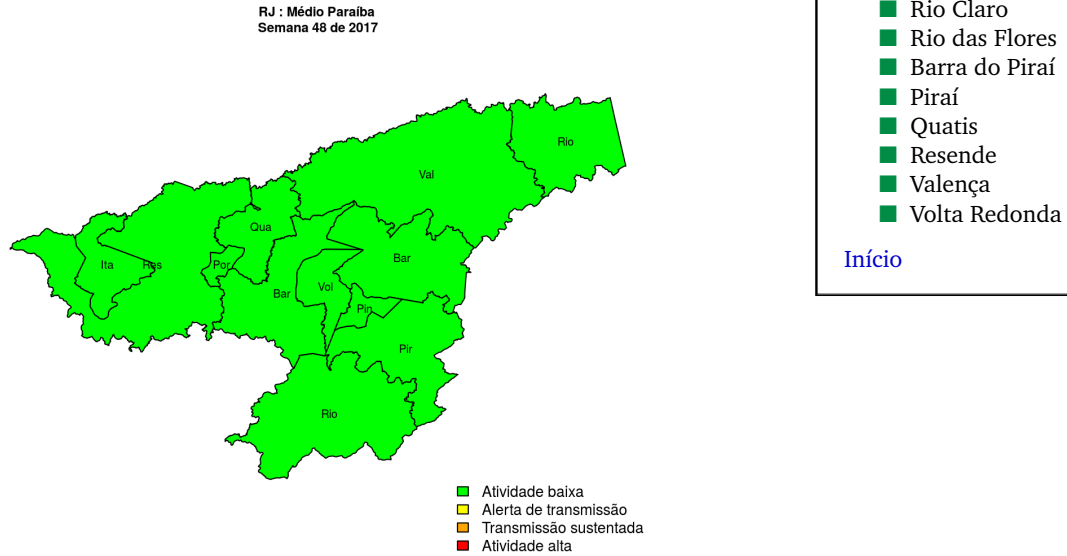 RJ : Médio Paraíba
Semana 48 de 2017
Rio
Val
Qua
Ita
Res
Por
Bar
Bar
Vol
Pin
Pir
Rio
Atividade baixa
Alerta de transmissão
Transmissão sustentada
Atividade alta
Rio Claro
Rio das Flores
Barra do Piraí
Piraí
Quatis
Resende
Valença
Volta Redonda
Início